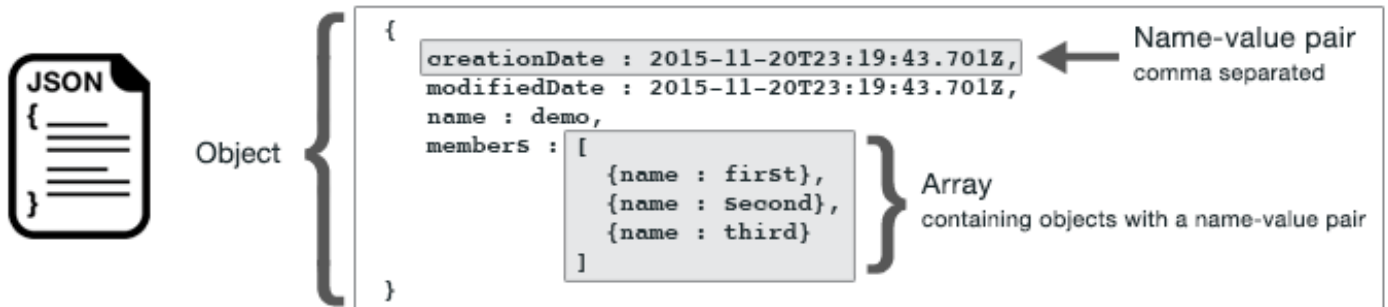 JSON
{
}
Object
{
creationDate : 2015-11-20T23:19:43.701Z,
modifiedDate : 2015-11-20T23:19:43.701Z,
name : demo,
members : [
{name : first},
{name : second},
{name : third}
]
}
Name-value pair
comma separated
Array
containing objects with a name-value pair